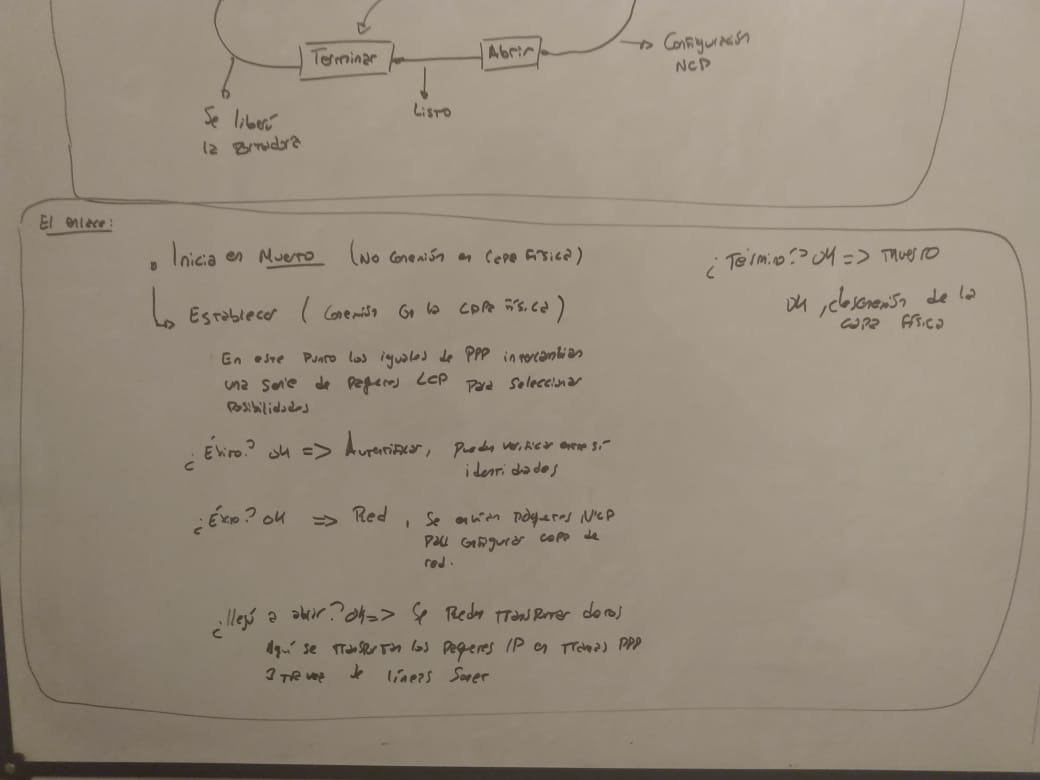 Terminar
Abrir
Configuración
NCP
Listo
Se liberó
la portadora
El enlace:
Inicia en Muerto (No conexión en capa física)
Establecer (conexión en la capa física)
En este punto los iguales de PPP intercambian
una serie de paquetes LCP para seleccionar
posibilidades
¿Éxito? ok => Autentificar, pueden verificar entre sí
identidades
¿Éxito? ok => Red, se envían paquetes NCP
para configurar capa de
red.
¿llegó a abrir? ok => Se pueden transferir datos
Aquí se transportan los paquetes IP en tramas PPP
a través de líneas
¿Término? ok => muerto
ok, desconexión de la
capa física